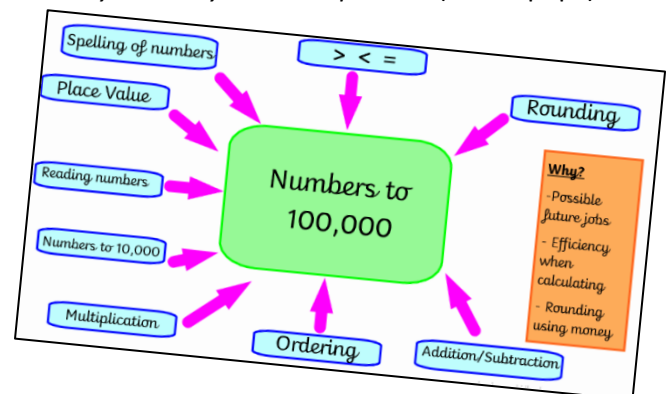 Spelling of numbers
> < =
Place Value
Rounding
Reading numbers
Numbers to
100,000
Numbers to 10,000
Multiplication
Ordering
Addition/Subtraction
Why?
-Possible
future jobs
- Efficiency
when
calculating
- Rounding
using money